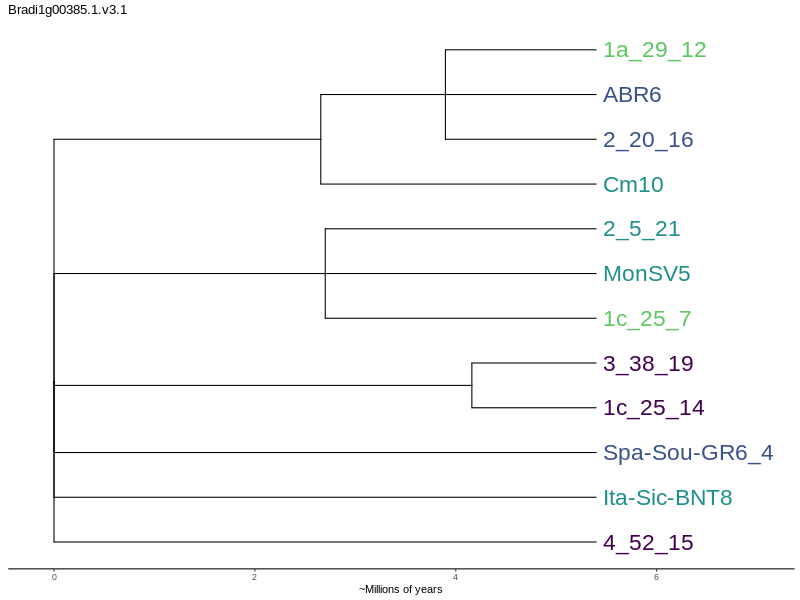 Bradi1g00385.1.v3.1
1a_29_12
ABR6
2_20_16
Cm10
2_5_21
MonSV5
1c_25_7
3_38_19
1c_25_14
Spa-Sou-GR6_4
Ita-Sic-BNT8
4_52_15
0 2 4 6
~Millions of years